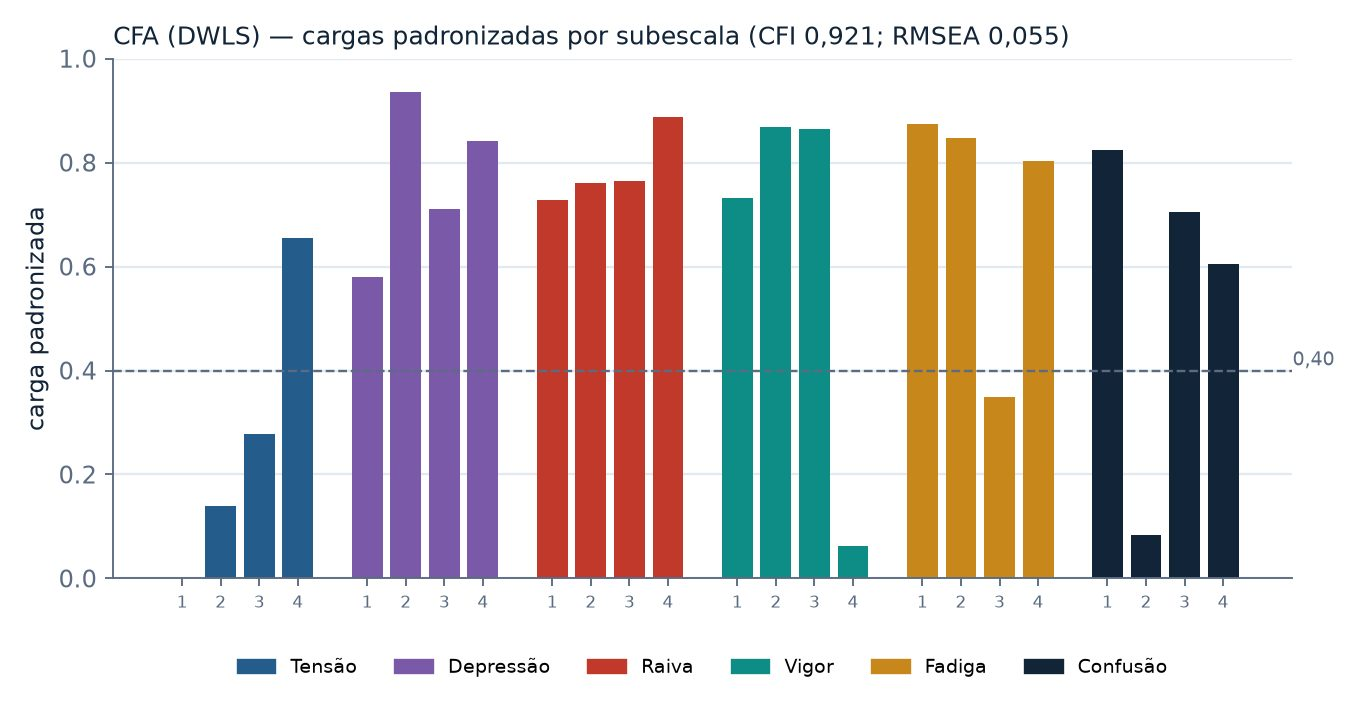 CFA (DWLS) — cargas padronizadas por subescala (CFI 0,921; RMSEA 0,055)
carga padronizada
1.0
0.8
0.6
0.4
0.2
0.0
0,40
1 2 3 4 1 2 3 4 1 2 3 4 1 2 3 4 1 2 3 4 1 2 3 4
Tensão Depressão Raiva Vigor Fadiga Confusão